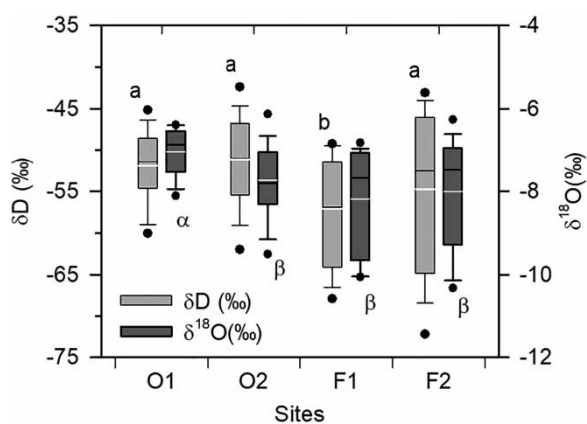 -35
-45
-55
-65
-75
δD (‰)
-4
-6
-8
-10
-12
δ¹⁸O(‰)
a
a
b
a
α
β
β
β
δD (‰)
δ¹⁸O(‰)
O1 O2 F1 F2
Sites